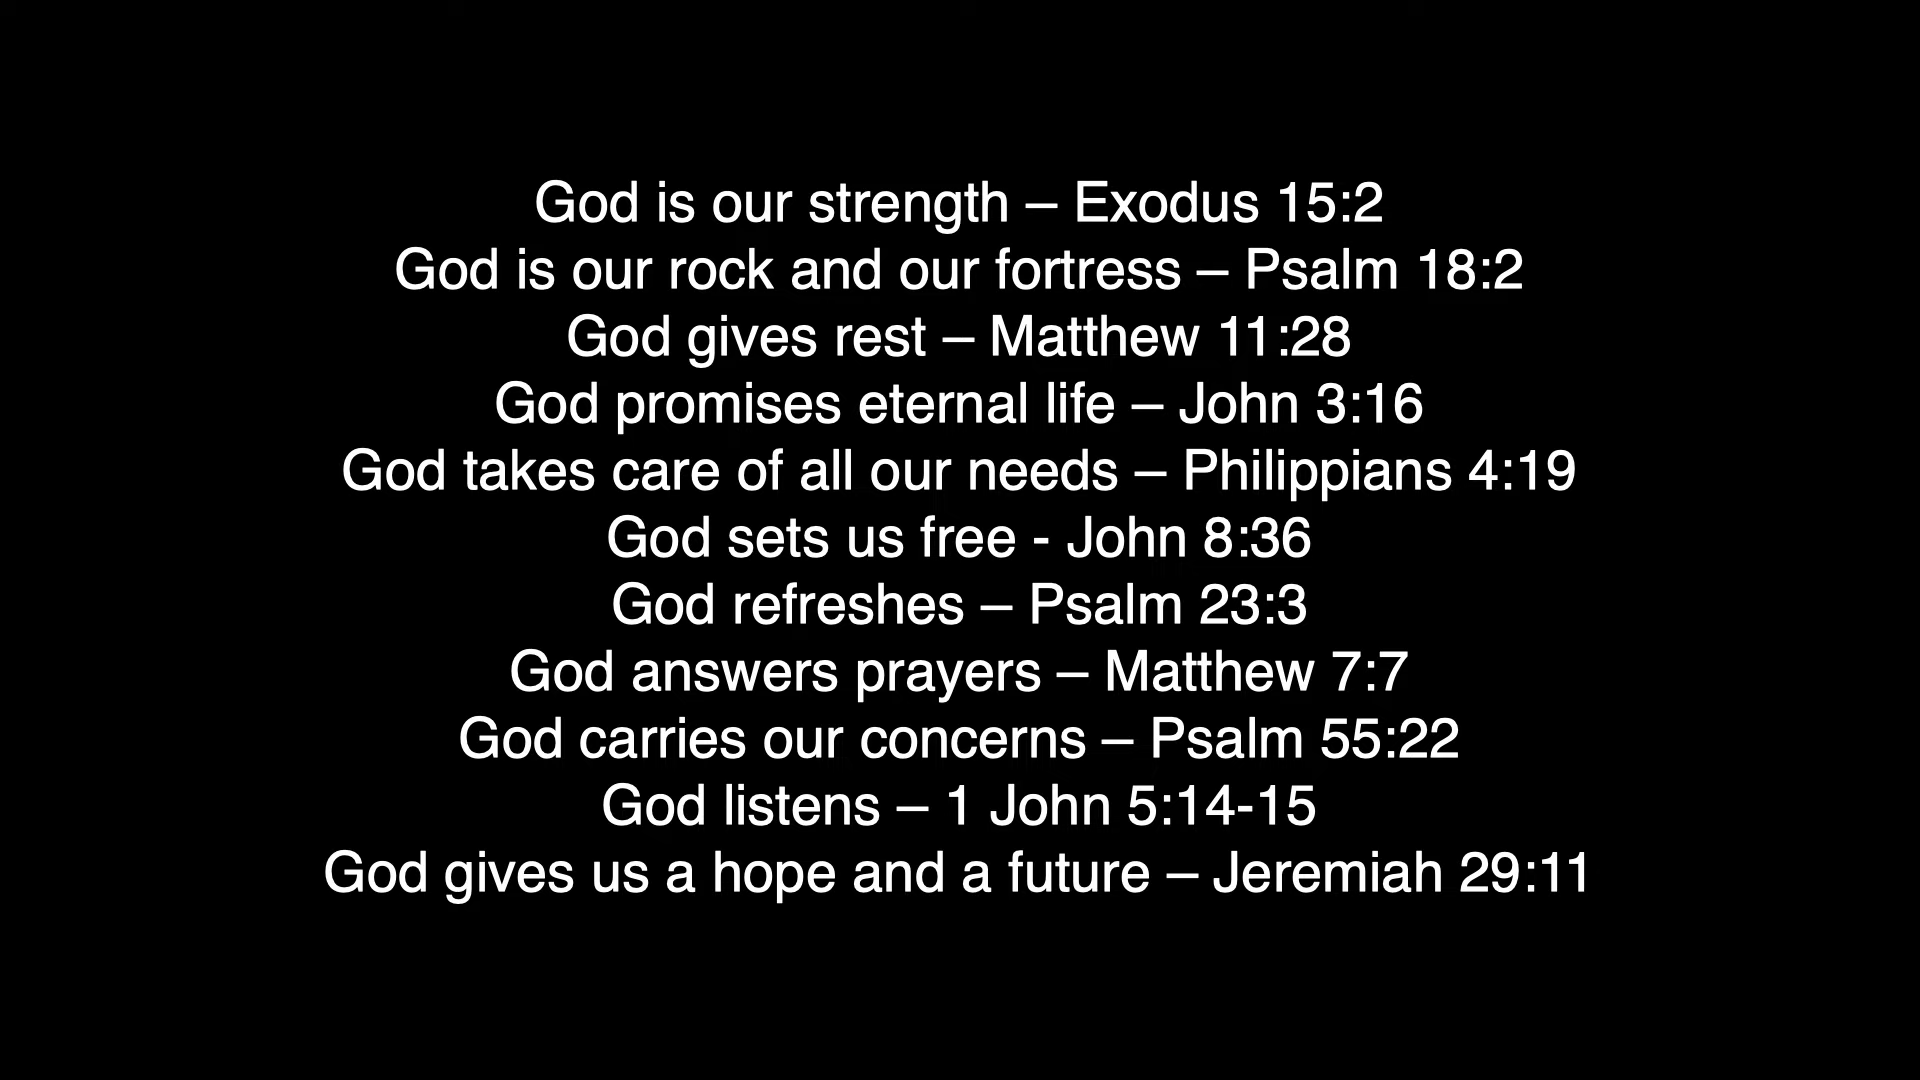 God is our strength – Exodus 15:2
God is our rock and our fortress – Psalm 18:2
God gives rest – Matthew 11:28
God promises eternal life – John 3:16
God takes care of all our needs – Philippians 4:19
God sets us free - John 8:36
God refreshes – Psalm 23:3
God answers prayers – Matthew 7:7
God carries our concerns – Psalm 55:22
God listens – 1 John 5:14-15
God gives us a hope and a future – Jeremiah 29:11